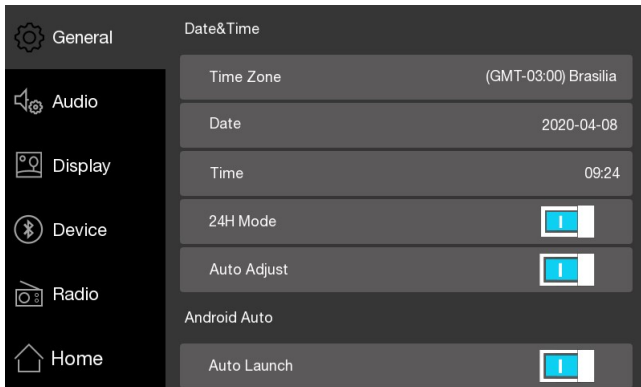 General
Audio
Display
Device
Radio
Home
Date&Time
Time Zone (GMT-03:00) Brasilia
Date 2020-04-08
Time 09:24
24H Mode
Auto Adjust
Android Auto
Auto Launch